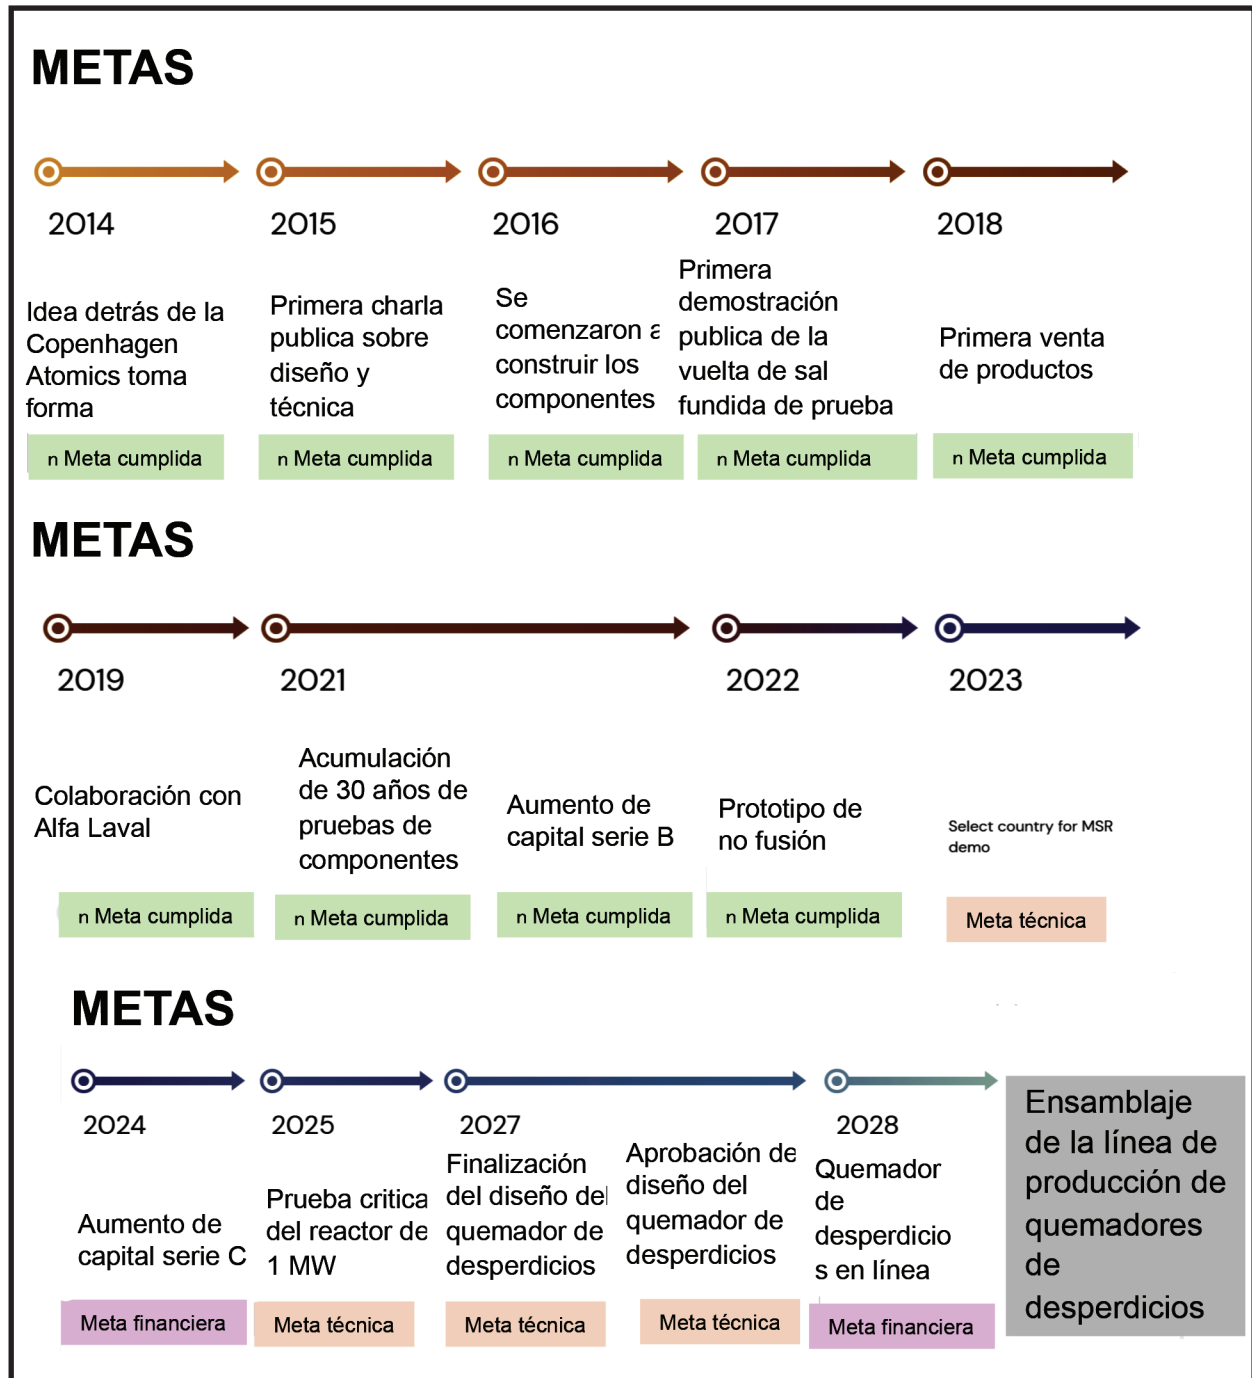 METAS
2014
2015
2016
2017
2018
Idea detrás de la
Copenhagen
Atomics toma
forma
Primera charla
publica sobre
diseño y
técnica
Se
comenzaron a
construir los
componentes
Primera
demostración
publica de la
vuelta de sal
fundida de prueba
Primera venta
de productos
n Meta cumplida
n Meta cumplida
n Meta cumplida
n Meta cumplida
n Meta cumplida
METAS
2019
2021
2022
2023
Colaboración con
Alfa Laval
Acumulación
de 30 años de
pruebas de
componentes
Aumento de
capital serie B
Prototipo de
no fusión
Select country for MSR
demo
n Meta cumplida
n Meta cumplida
n Meta cumplida
n Meta cumplida
Meta técnica
METAS
2024
2025
2027
2028
Aumento de
capital serie C
Prueba critica
del reactor de
1 MW
Finalización
del diseño del
quemador de
desperdicios
Aprobación de
diseño del
quemador de
desperdicios
Quemador
de
desperdicio
s en línea
Ensamblaje
de la línea de
producción de
quemadores
de
desperdicios
Meta financiera
Meta técnica
Meta técnica
Meta técnica
Meta financiera